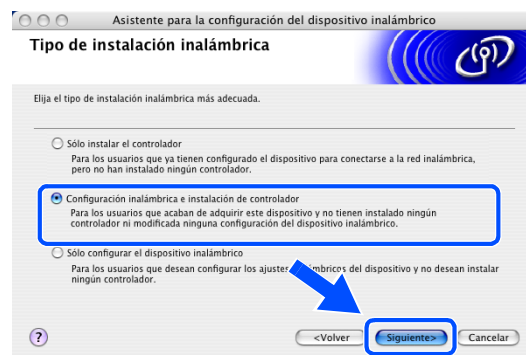 Asistente para la configuración del dispositivo inalámbrico
Tipo de instalación inalámbrica
Elija el tipo de instalación inalámbrica más adecuada.
Sólo instalar el controlador
Para los usuarios que ya tienen configurado el dispositivo para conectarse a la red inalámbrica,
pero no han instalado ningún controlador.
Configuración inalámbrica e instalación de controlador
Para los usuarios que acaban de adquirir este dispositivo y no tienen instalado ningún
controlador ni modificada ninguna configuración del dispositivo inalámbrico.
Sólo configurar el dispositivo inalámbrico
Para los usuarios que desean configurar los ajustes del dispositivo y no desean instalar
ningún controlador.
? <Volver Siguiente> Cancelar